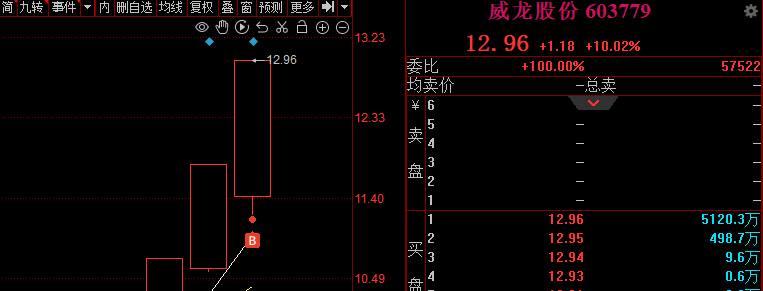 简 九转 事件 内 删自选 均线 复权 叠 窗 预测 更多
威龙股份 603779
13.23
12.96
12.33
11.40
10.49
B
12.96 +1.18 +10.02%
委比 +100.00% 57522
均卖价 — 总卖 —
¥ 卖盘
6 —
5 —
4 —
3 —
2 —
1 —
买盘
1 12.96 5120.3万
2 12.95 498.7万
3 12.94 9.6万
4 12.93 0.6万